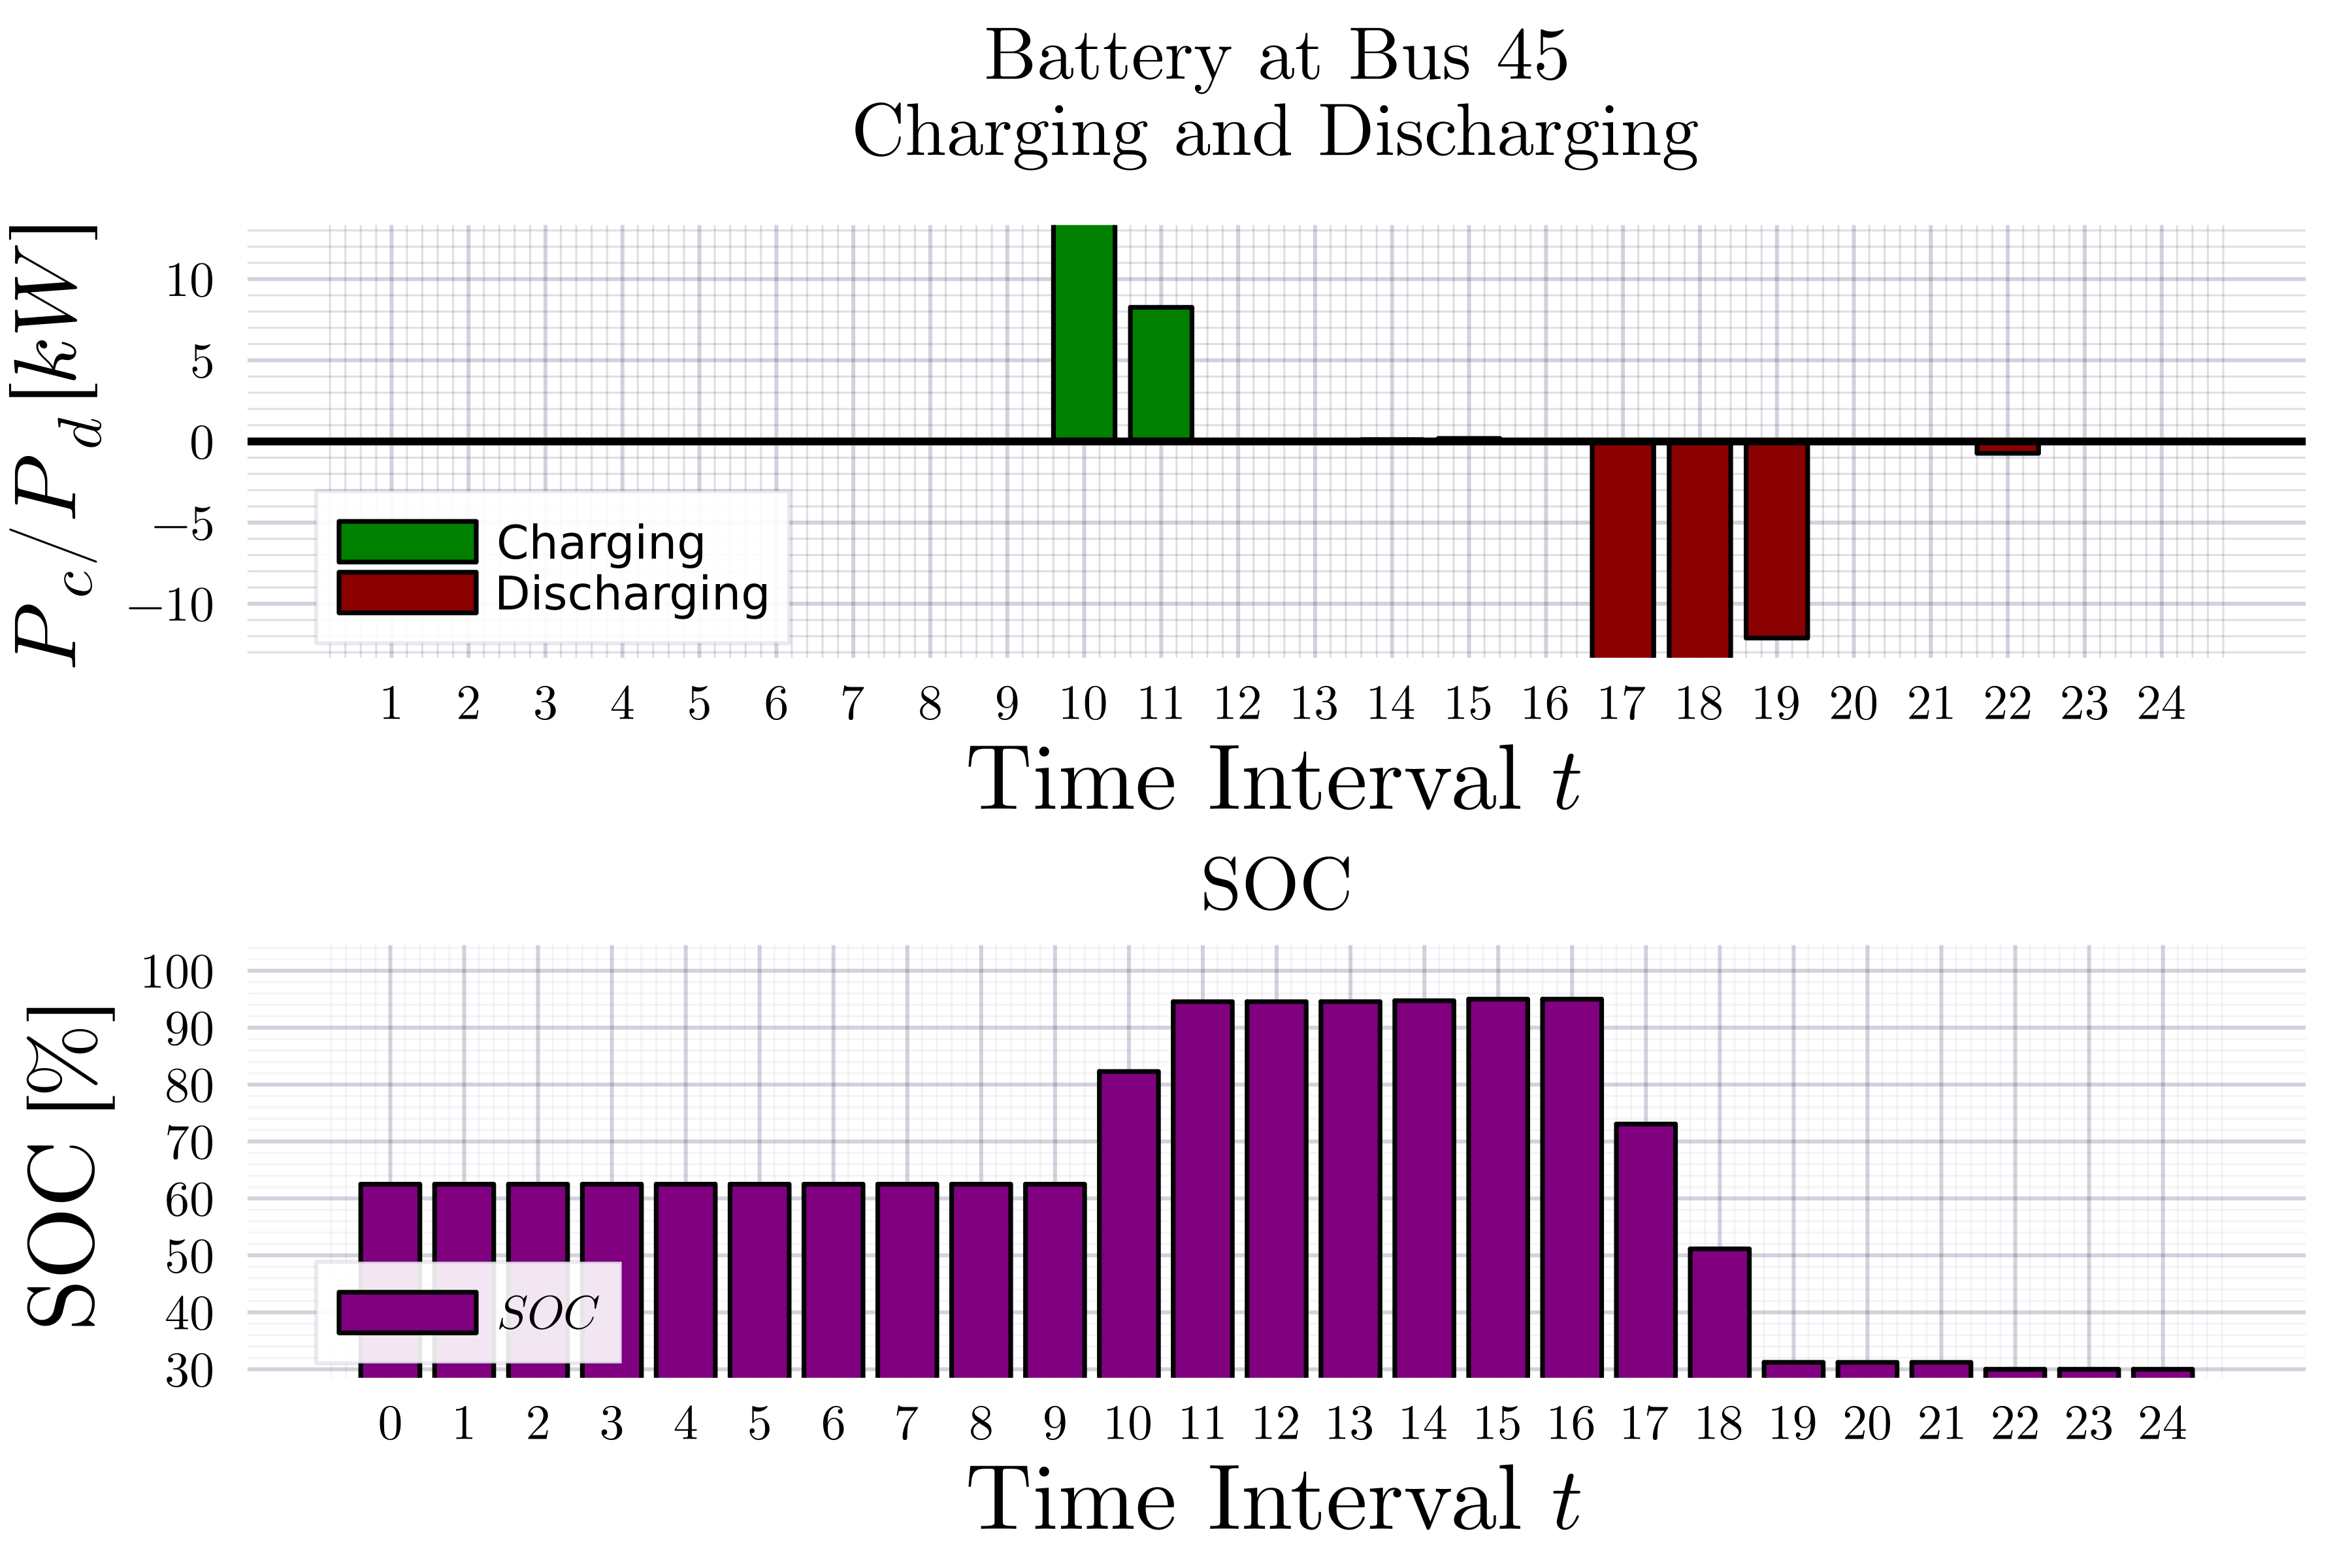 Battery at Bus 45
Charging and Discharging
P_c/P_d [kW]
10
5
0
−5
−10
Charging
Discharging
1 2 3 4 5 6 7 8 9 10 11 12 13 14 15 16 17 18 19 20 21 22 23 24
Time Interval t
SOC
SOC [%]
100
90
80
70
60
50
40
30
SOC
0 1 2 3 4 5 6 7 8 9 10 11 12 13 14 15 16 17 18 19 20 21 22 23 24
Time Interval t